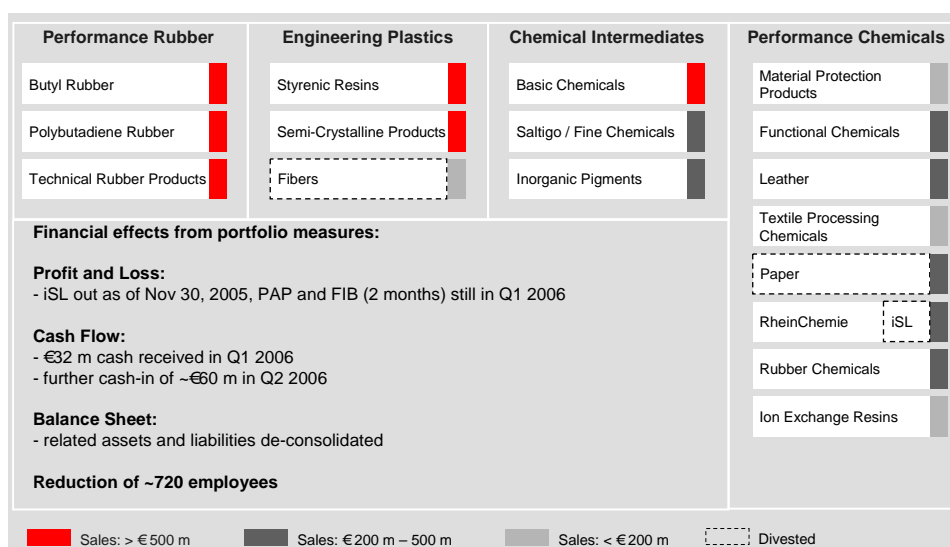 Performance Rubber
Butyl Rubber
Polybutadiene Rubber
Technical Rubber Products
Engineering Plastics
Styrenic Resins
Semi-Crystalline Products
Fibers
Chemical Intermediates
Basic Chemicals
Saltigo / Fine Chemicals
Inorganic Pigments
Performance Chemicals
Material Protection
Products
Functional Chemicals
Leather
Textile Processing
Chemicals
Paper
RheinChemie iSL
Rubber Chemicals
Ion Exchange Resins
Financial effects from portfolio measures:
Profit and Loss:
- iSL out as of Nov 30, 2005, PAP and FIB (2 months) still in Q1 2006
Cash Flow:
- €32 m cash received in Q1 2006
- further cash-in of ~€60 m in Q2 2006
Balance Sheet:
- related assets and liabilities de-consolidated
Reduction of ~720 employees
Sales: > € 500 m
Sales: € 200 m – 500 m
Sales: < € 200 m
Divested